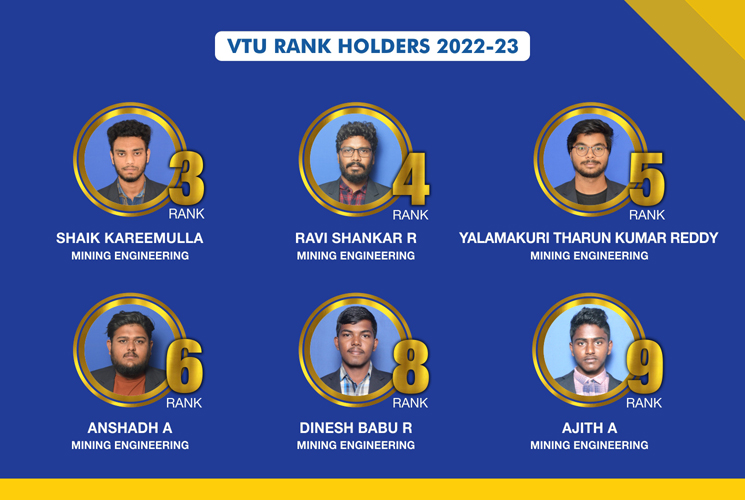 VTU RANK HOLDERS 2022-23
3
RANK
SHAIK KAREEMULLA
MINING ENGINEERING
4
RANK
RAVI SHANKAR R
MINING ENGINEERING
5
RANK
YALAMAKURI THARUN KUMAR REDDY
MINING ENGINEERING
6
RANK
ANSHADH A
MINING ENGINEERING
8
RANK
DINESH BABU R
MINING ENGINEERING
9
RANK
AJITH A
MINING ENGINEERING